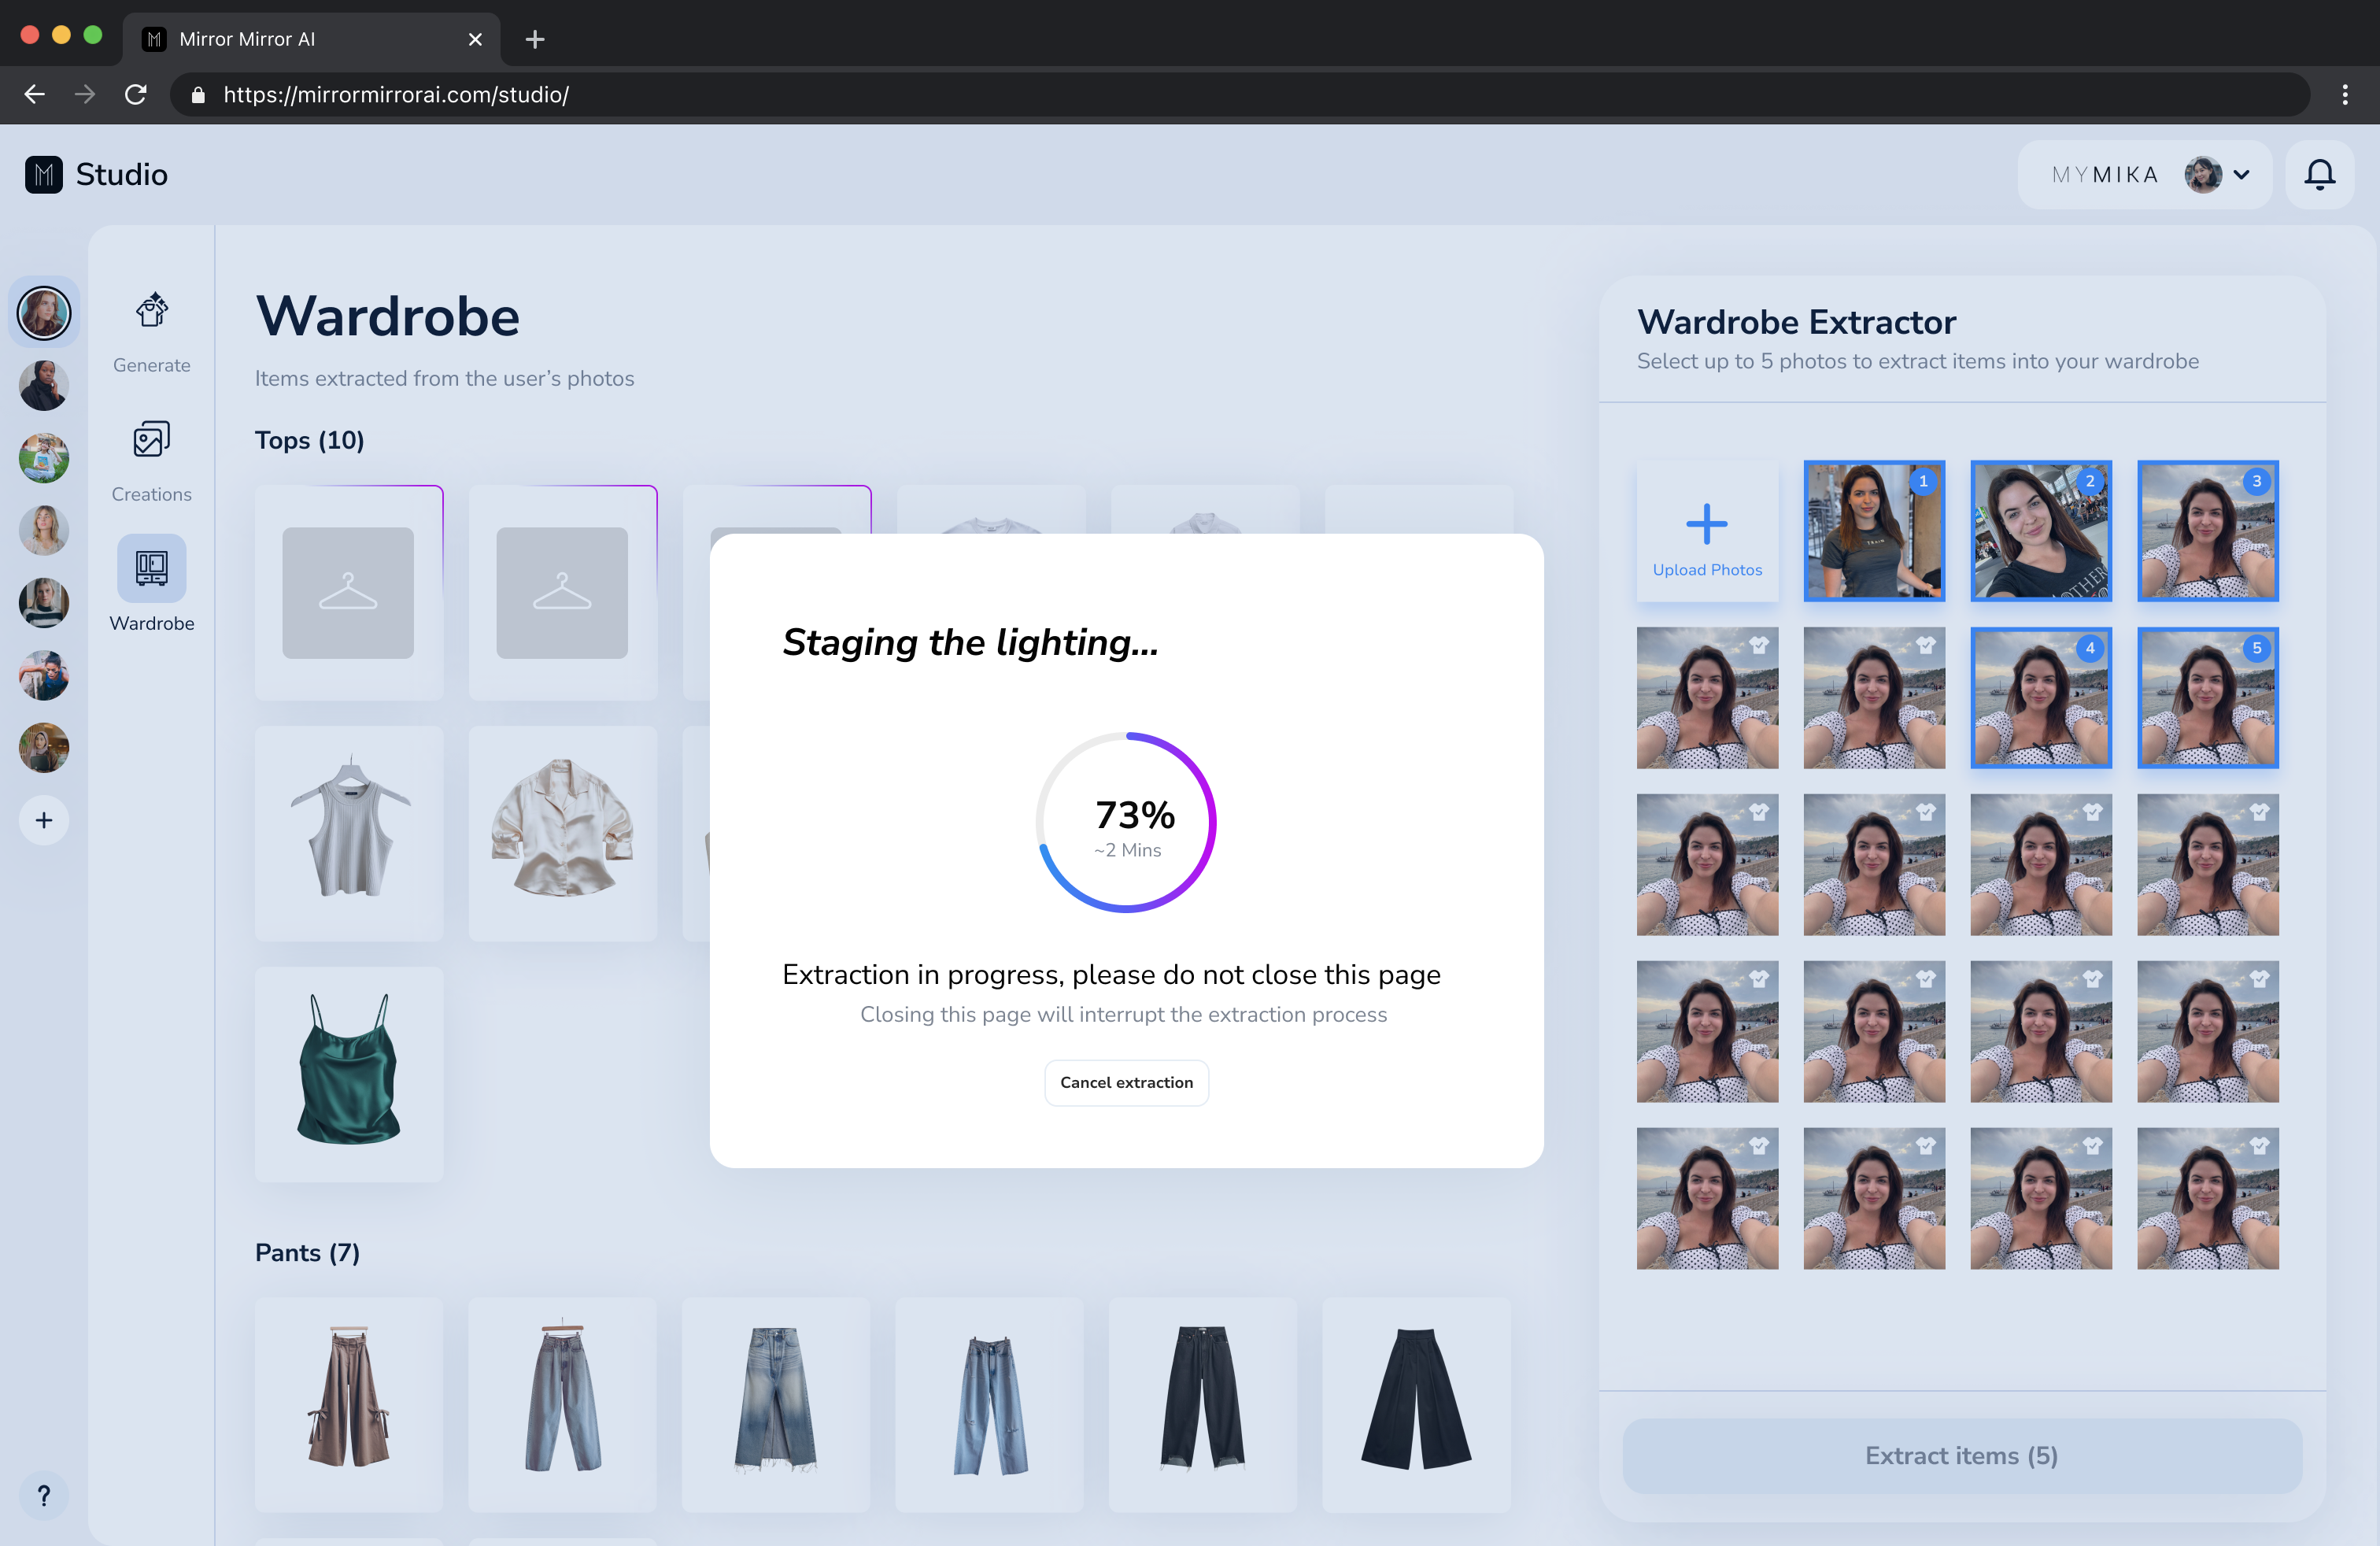 Mirror Mirror AI
https://mirrormirrorai.com/studio/
Studio
MYMIKA
Generate
Creations
Wardrobe
?
Wardrobe
Items extracted from the user's photos
Tops (10)
Pants (7)
Staging the lighting...
73%
~2 Mins
Extraction in progress, please do not close this page
Closing this page will interrupt the extraction process
Cancel extraction
Wardrobe Extractor
Select up to 5 photos to extract items into your wardrobe
Upload Photos
1
2
3
4
5
Extract items (5)